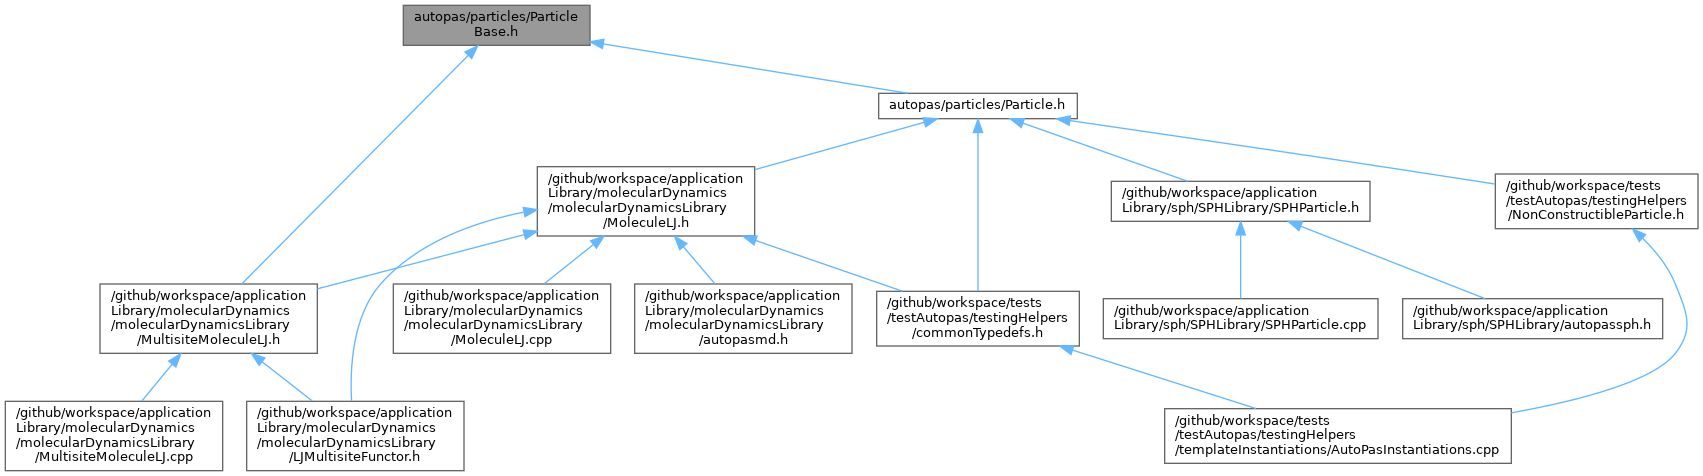 autopas/particles/Particle
Base.h
autopas/particles/Particle.h
/github/workspace/application
Library/molecularDynamics
/molecularDynamicsLibrary
/MoleculeLJ.h
/github/workspace/application
Library/sph/SPHLibrary/SPHParticle.h
/github/workspace/tests
/testAutopas/testingHelpers
/NonConstructibleParticle.h
/github/workspace/application
Library/molecularDynamics
/molecularDynamicsLibrary
/MultisiteMoleculeLJ.h
/github/workspace/application
Library/molecularDynamics
/molecularDynamicsLibrary
/MoleculeLJ.cpp
/github/workspace/application
Library/molecularDynamics
/molecularDynamicsLibrary
/autopasmd.h
/github/workspace/tests
/testAutopas/testingHelpers
/commonTypedefs.h
/github/workspace/application
Library/sph/SPHLibrary/SPHParticle.cpp
/github/workspace/application
Library/sph/SPHLibrary/autopassph.h
/github/workspace/application
Library/molecularDynamics
/molecularDynamicsLibrary
/MultisiteMoleculeLJ.cpp
/github/workspace/application
Library/molecularDynamics
/molecularDynamicsLibrary
/LJMultisiteFunctor.h
/github/workspace/tests
/testAutopas/testingHelpers
/templateInstantiations/AutoPasInstantiations.cpp